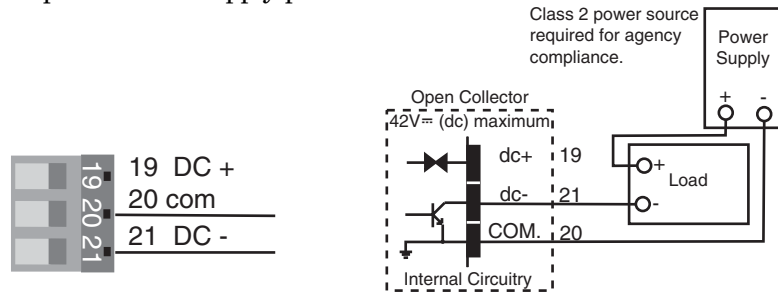 Class 2 power source
required for agency
compliance.
Power
Supply
+ -
Open Collector
42V⎓ (dc) maximum
dc+ 19
+
Load
dc- 21
-
COM. 20
Internal Circuitry
19 19 DC +
20 20 com
21 21 DC -